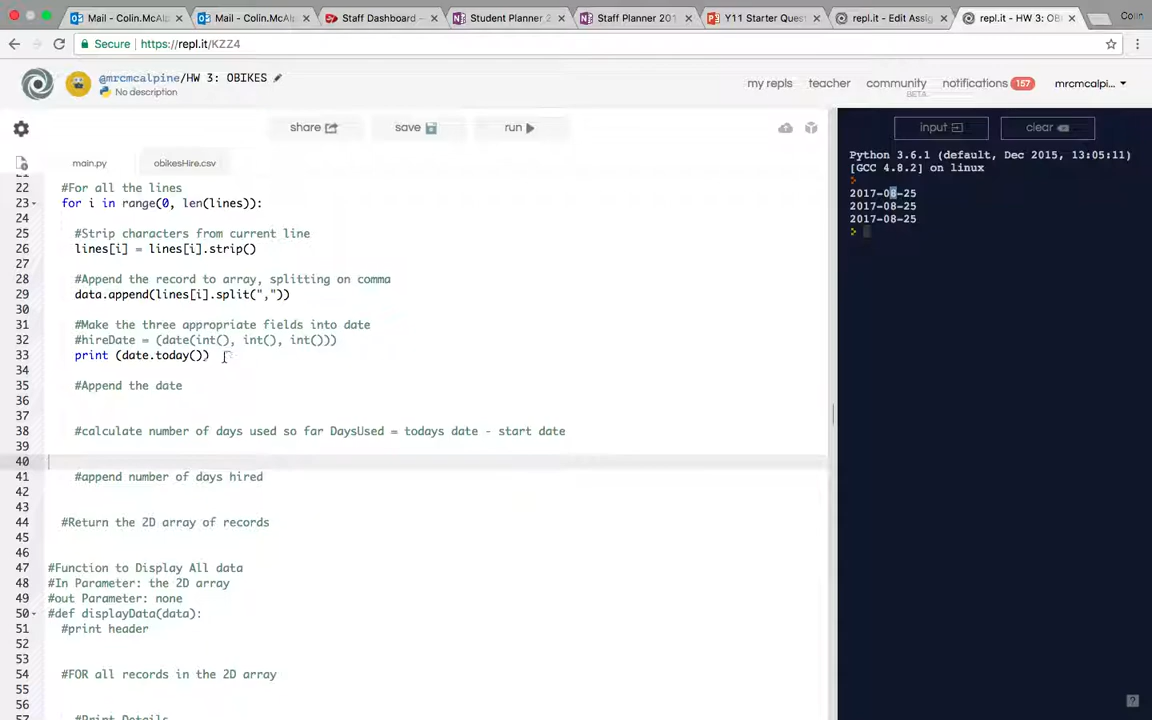 Mail - Colin.McAl
Mail - Colin.McAl
Staff Dashboard -
Student Planner 2
Staff Planner 201
Y11 Starter Quest
repl.it - Edit Assig
repl.it - HW 3: OB
Colin
Secure
https://repl.it/KZZ4
@mrcmcalpine/HW 3: OBIKES
No description
my repls
teacher
community
BETA
notifications
157
mrcmcalpi...
share
save
run
input
clear
main.py
obikesHire.csv
22 #For all the lines
23 for i in range(0, len(lines)):
24
25 #Strip characters from current line
26 lines[i] = lines[i].strip()
27
28 #Append the record to array, splitting on comma
29 data.append(lines[i].split(","))
30
31 #Make the three appropriate fields into date
32 #hireDate = (date(int(), int(), int()))
33 print (date.today())
34
35 #Append the date
36
37
38 #calculate number of days used so far DaysUsed = todays date - start date
39
40
41 #append number of days hired
42
43
44 #Return the 2D array of records
45
46
47 #Function to Display All data
48 #In Parameter: the 2D array
49 #out Parameter: none
50 #def displayData(data):
51 #print header
52
53
54 #FOR all records in the 2D array
55
56
57 #Print Details
Python 3.6.1 (default, Dec 2015, 13:05:11)
[GCC 4.8.2] on linux
2017-08-25
2017-08-25
2017-08-25
>
?